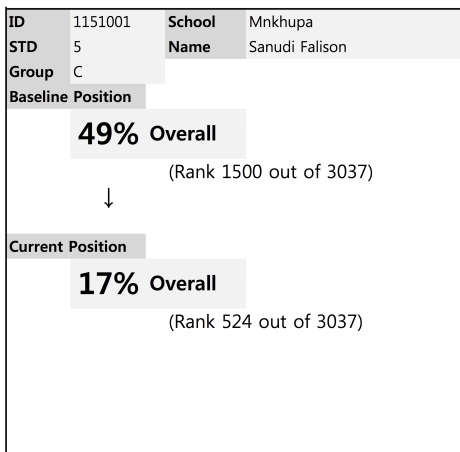 ID 1151001 School Mnkhupa
STD 5 Name Sanudi Falison
Group C
Baseline Position
49% Overall
(Rank 1500 out of 3037)
↓
Current Position
17% Overall
(Rank 524 out of 3037)